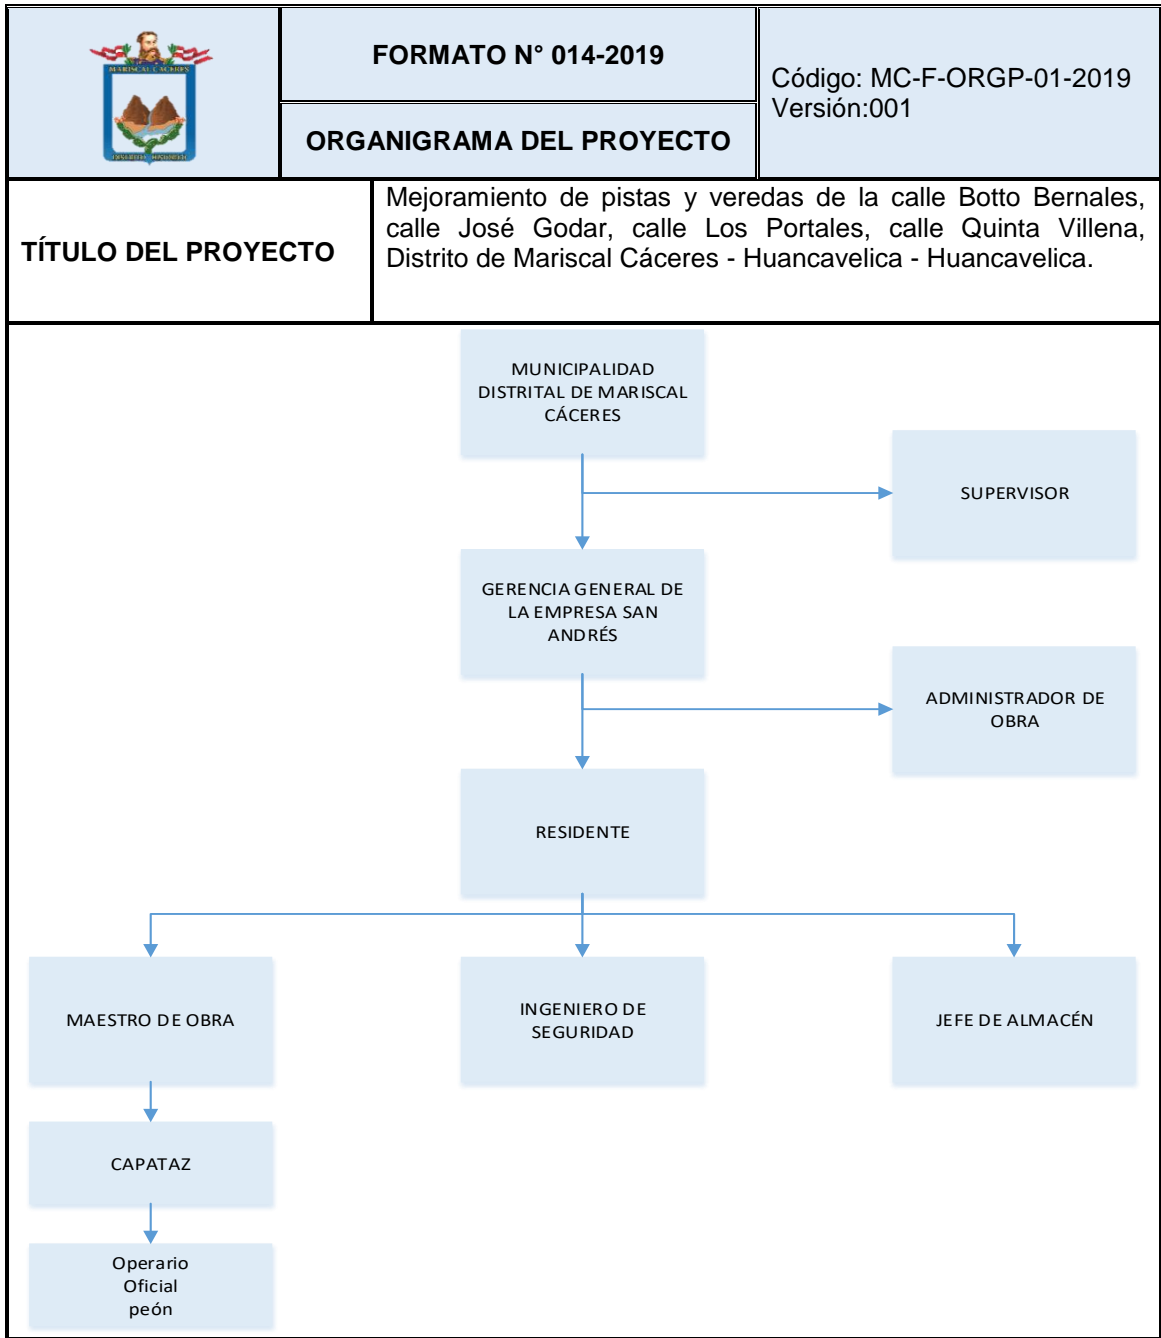 MARISCAL CÁCERES
FORMATO N° 014-2019
ORGANIGRAMA DEL PROYECTO
Código: MC-F-ORGP-01-2019
Versión:001
TÍTULO DEL PROYECTO
Mejoramiento de pistas y veredas de la calle Botto Bernales,
calle José Godar, calle Los Portales, calle Quinta Villena,
Distrito de Mariscal Cáceres - Huancavelica - Huancavelica.
MUNICIPALIDAD
DISTRITAL DE MARISCAL
CÁCERES
SUPERVISOR
GERENCIA GENERAL DE
LA EMPRESA SAN
ANDRÉS
ADMINISTRADOR DE
OBRA
RESIDENTE
MAESTRO DE OBRA
INGENIERO DE
SEGURIDAD
JEFE DE ALMACÉN
CAPATAZ
Operario
Oficial
peón